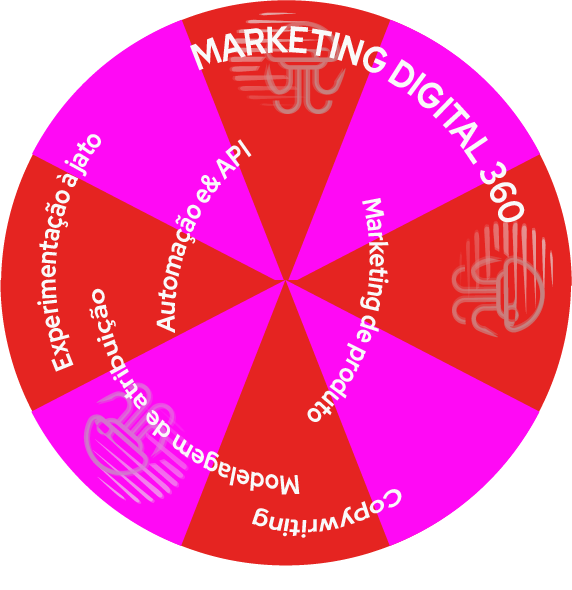 MARKETING DIGITAL 360
Experimentação à jato
Automação e& API
Marketing de produto
Modelagem de atribuição
Copywriting